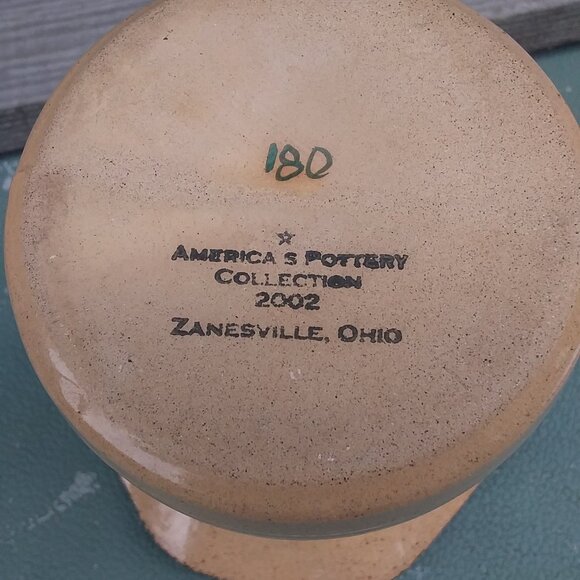 180
AMERICA'S POTTERY
COLLECTION
2002
ZANESVILLE, OHIO